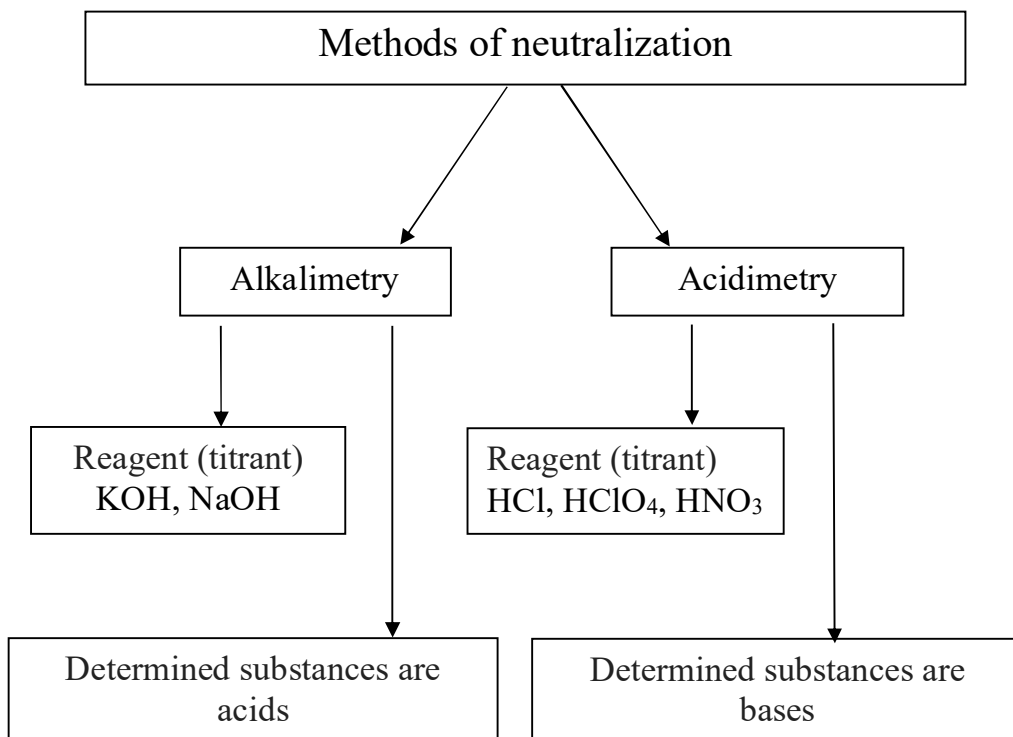 Methods of neutralization
Alkalimetry
Acidimetry
Reagent (titrant)
KOH, NaOH
Reagent (titrant)
HCl, HClO₄, HNO₃
Determined substances are
acids
Determined substances are
bases